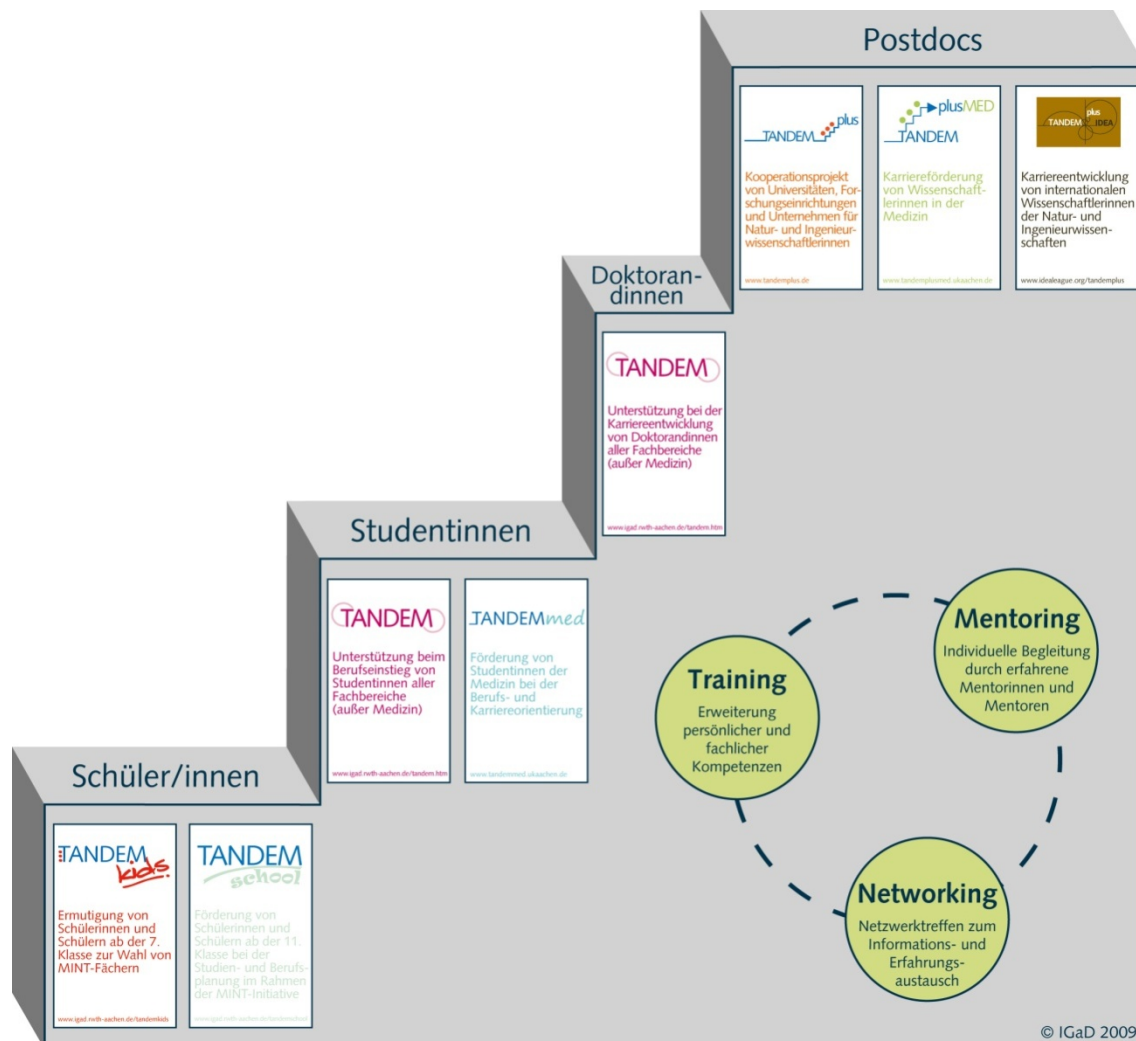 Postdocs
TANDEM plus
Kooperationsprojekt
von Universitäten, For-
schungseinrichtungen
und Unternehmen für
Natur- und Ingenieur-
wissenschaftlerinnen
www.tandemplus.de
plusMED
TANDEM
Karriereförderung
von Wissenschaft-
lerinnen in der
Medizin
www.tandemplusmed.ukaachen.de
plus
TANDEM IDEA
Karriereentwicklung
von internationalen
Wissenschaftlerinnen
der Natur- und
Ingenieurwissen-
schaften
www.idealeague.org/tandemplus
Doktoran-
dinnen
TANDEM
Unterstützung bei der
Karriereentwicklung
von Doktorandinnen
aller Fachbereiche
(außer Medizin)
www.igad.rwth-aachen.de/tandem.htm
Studentinnen
TANDEM
Unterstützung beim
Berufseinstieg von
Studentinnen aller
Fachbereiche
(außer Medizin)
www.igad.rwth-aachen.de/tandem.htm
TANDEMmed
Förderung von
Studentinnen der
Medizin bei der
Berufs- und
Karriereorientierung
www.tandemmed.ukaachen.de
Schüler/innen
TANDEM
kids
Ermutigung von
Schülerinnen und
Schülern ab der 7.
Klasse zur Wahl von
MINT-Fächern
www.igad.rwth-aachen.de/tandemkids
TANDEM
school
Förderung von
Schülerinnen und
Schülern ab der 11.
Klasse bei der
Studien- und Berufs-
planung im Rahmen
der MINT-Initiative
www.igad.rwth-aachen.de/tandemschool
Mentoring
Individuelle Begleitung
durch erfahrene
Mentorinnen und
Mentoren
Training
Erweiterung
persönlicher und
fachlicher
Kompetenzen
Networking
Netzwerktreffen zum
Informations- und
Erfahrungs-
austausch
© IGaD 2009